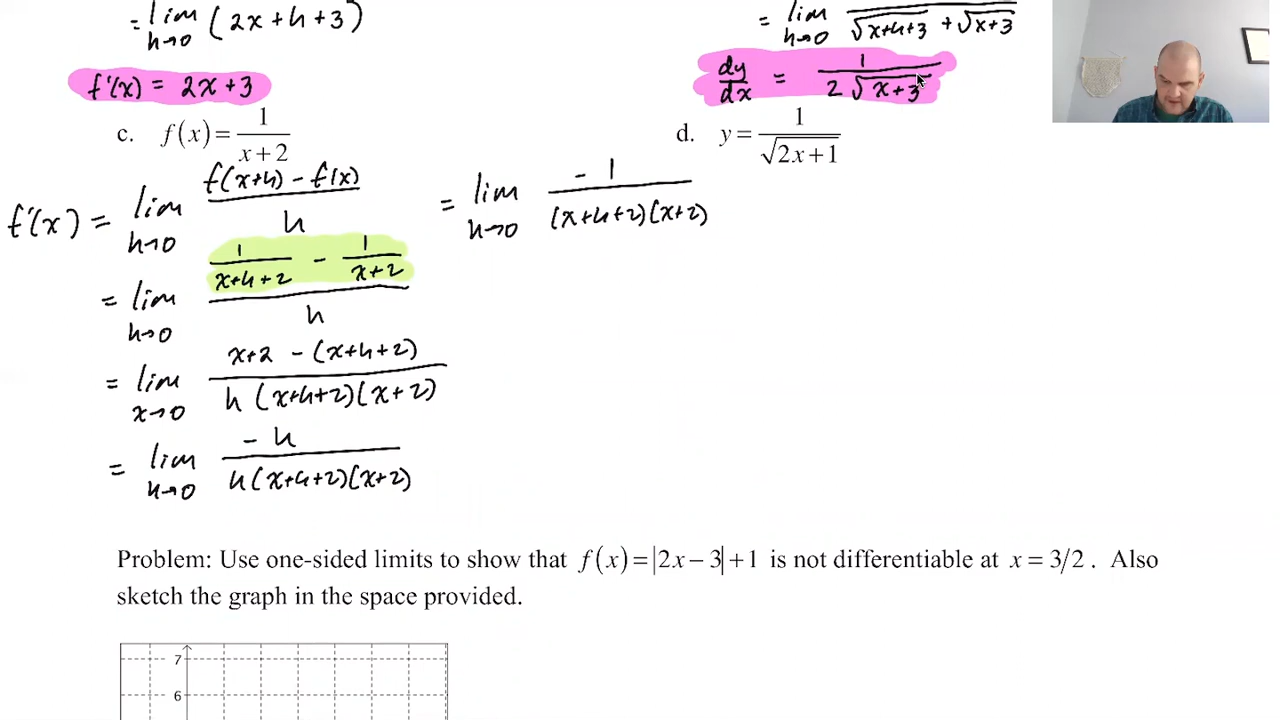 = lim h→0 (2x+h+3)
f'(x) = 2x+3
= lim h→0 / √x+h+3 + √x+3
dy/dx = 1 / 2√x+3
c. f(x) = 1/(x+2)
f'(x) = lim h→0 f(x+h) - f(x) / h
= lim h→0 1/(x+h+2) - 1/(x+2) / h
= lim x→0 x+2 - (x+h+2) / h(x+h+2)(x+2)
= lim h→0 -h / h(x+h+2)(x+2)
= lim h→0 -1 / (x+h+2)(x+2)
d. y = 1/√2x+1
Problem: Use one-sided limits to show that f(x)=|2x−3|+1 is not differentiable at x = 3/2. Also
sketch the graph in the space provided.
7
6